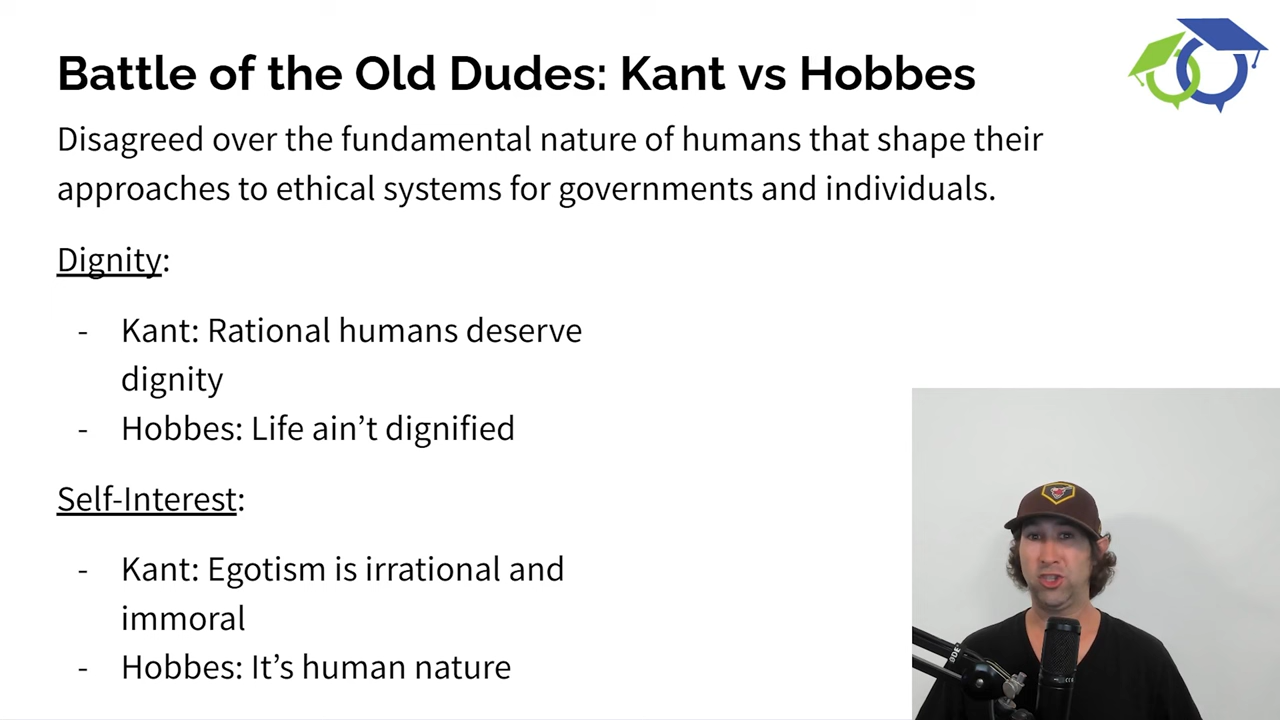 Battle of the Old Dudes: Kant vs Hobbes
Disagreed over the fundamental nature of humans that shape their
approaches to ethical systems for governments and individuals.
Dignity:
- Kant: Rational humans deserve
dignity
- Hobbes: Life ain’t dignified
Self-Interest:
- Kant: Egotism is irrational and
immoral
- Hobbes: It’s human nature